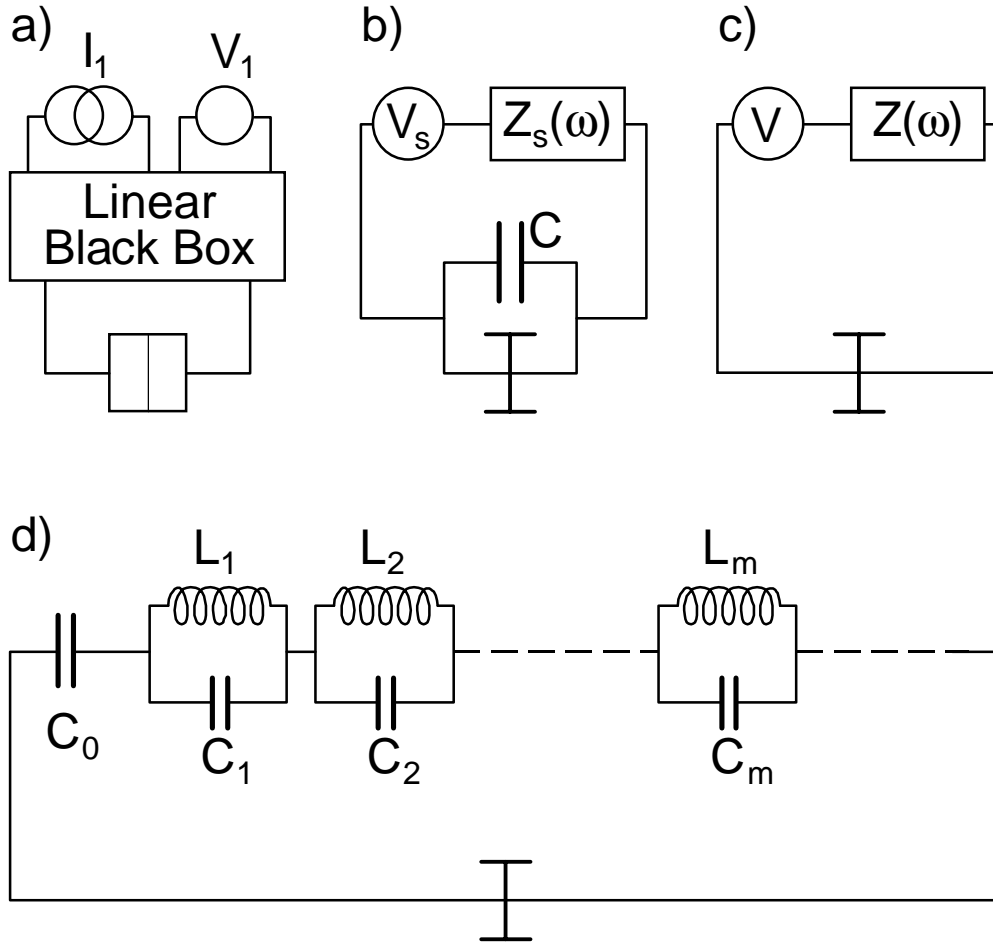 a)
I₁
V₁
Linear
Black Box
b)
Vₛ
Zₛ(ω)
C
c)
V
Z(ω)
d)
L₁
L₂
Lₘ
C₀
C₁
C₂
Cₘ